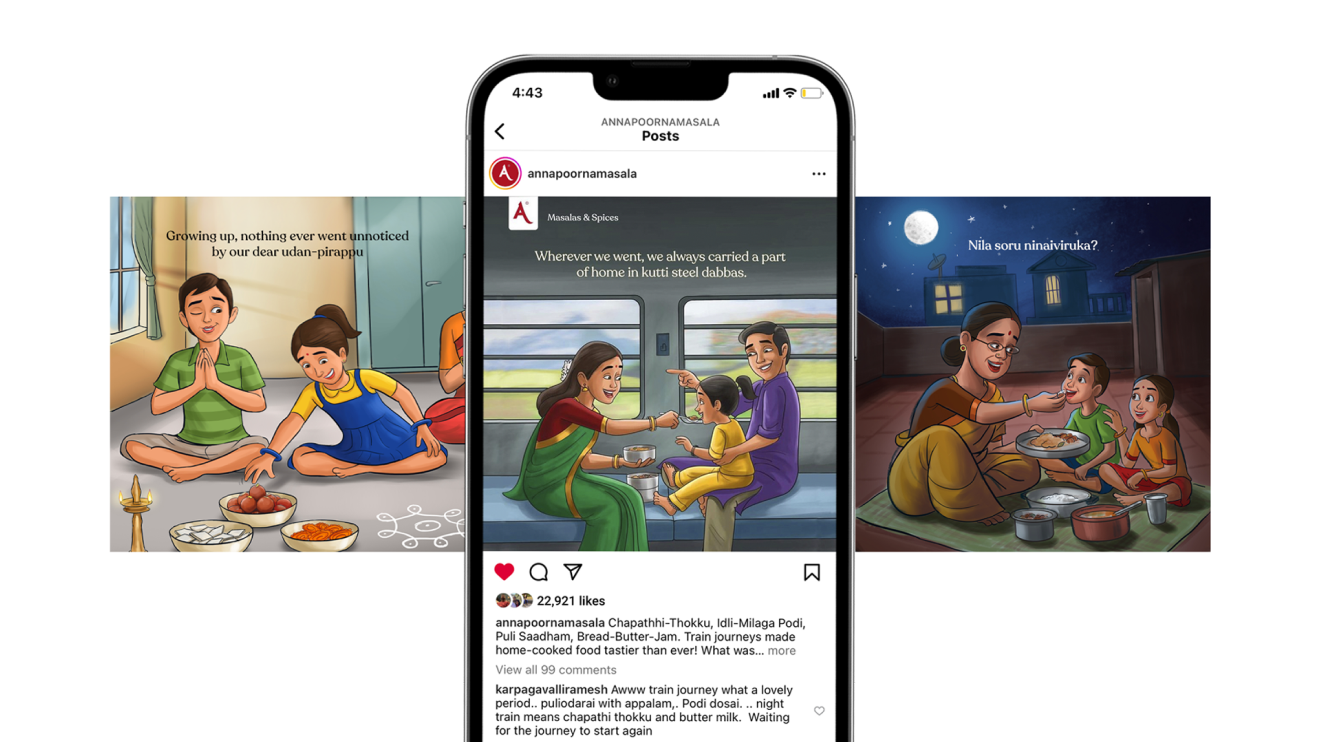 Growing up, nothing ever went unnoticed
by our dear udan-pirappu
4:43
ANNAPOORNAMASALA
Posts
annapoornamasala
A
Masalas & Spices
Wherever we went, we always carried a part
of home in kutti steel dabbas.
22,921 likes
annapoornamasala Chapathhi-Thokku, Idli-Milaga Podi,
Puli Saadham, Bread-Butter-Jam. Train journeys made
home-cooked food tastier than ever! What was... more
View all 99 comments
karpagavalliramesh Awww train journey what a lovely
period.. puliodarai with appalam,. Podi dosai. .. night
train means chapathi thokku and butter milk. Waiting
for the journey to start again
Nila soru ninaiviruka?